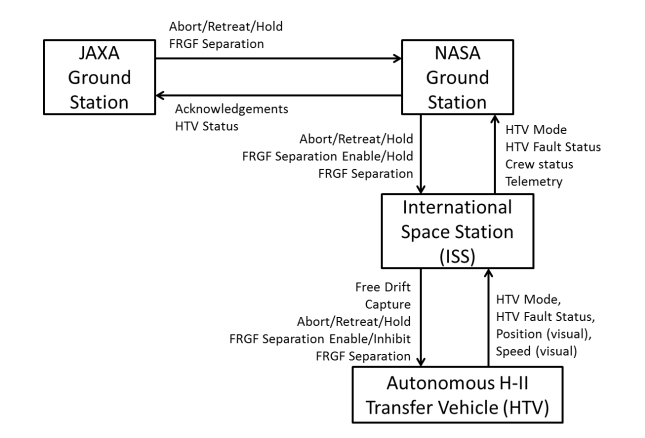 Abort/Retreat/Hold
FRGF Separation
JAXA
Ground
Station
NASA
Ground
Station
Acknowledgements
HTV Status
Abort/Retreat/Hold
FRGF Separation Enable/Hold
FRGF Separation
HTV Mode
HTV Fault Status
Crew status
Telemetry
International
Space Station
(ISS)
Free Drift
Capture
Abort/Retreat/Hold
FRGF Separation Enable/Inhibit
FRGF Separation
HTV Mode,
HTV Fault Status,
Position (visual),
Speed (visual)
Autonomous H-II
Transfer Vehicle (HTV)